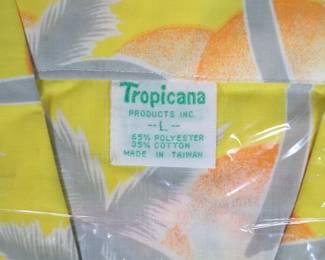 Tropicana
PRODUCTS INC.
--L--
65% POLYESTER
35% COTTON
MADE IN TAIWAN